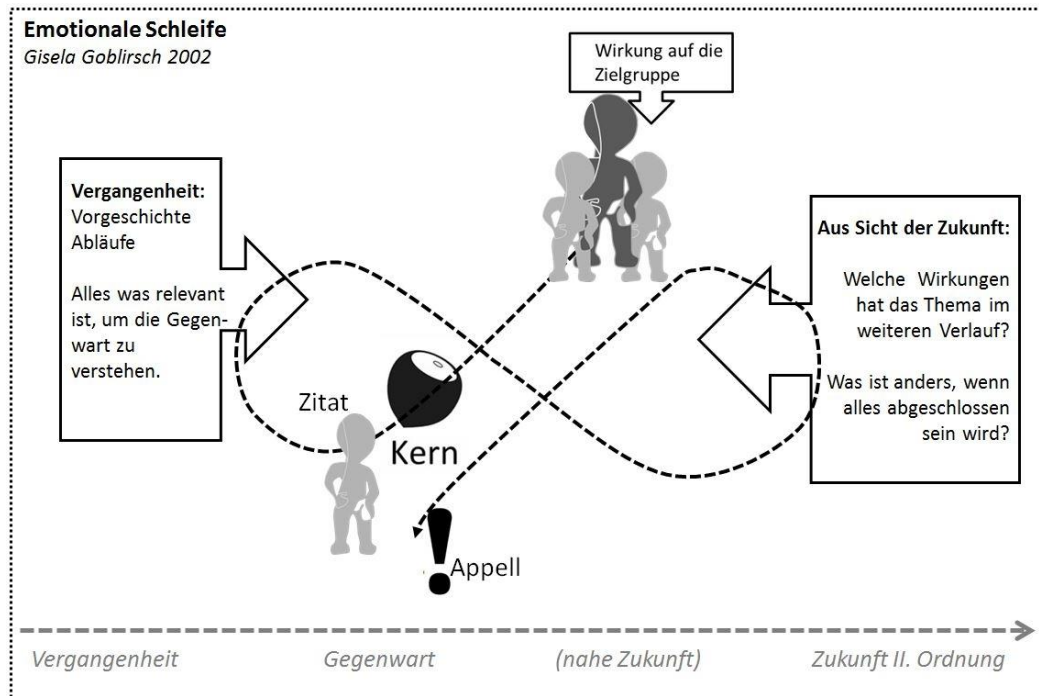 Emotionale Schleife
Gisela Goblirsch 2002
Wirkung auf die
Zielgruppe
Vergangenheit:
Vorgeschichte
Abläufe
Alles was relevant
ist, um die Gegen-
wart zu
verstehen.
Aus Sicht der Zukunft:
Welche Wirkungen
hat das Thema im
weiteren Verlauf?
Was ist anders, wenn
alles abgeschlossen
sein wird?
Zitat
Kern
Appell
Vergangenheit
Gegenwart
(nahe Zukunft)
Zukunft II. Ordnung